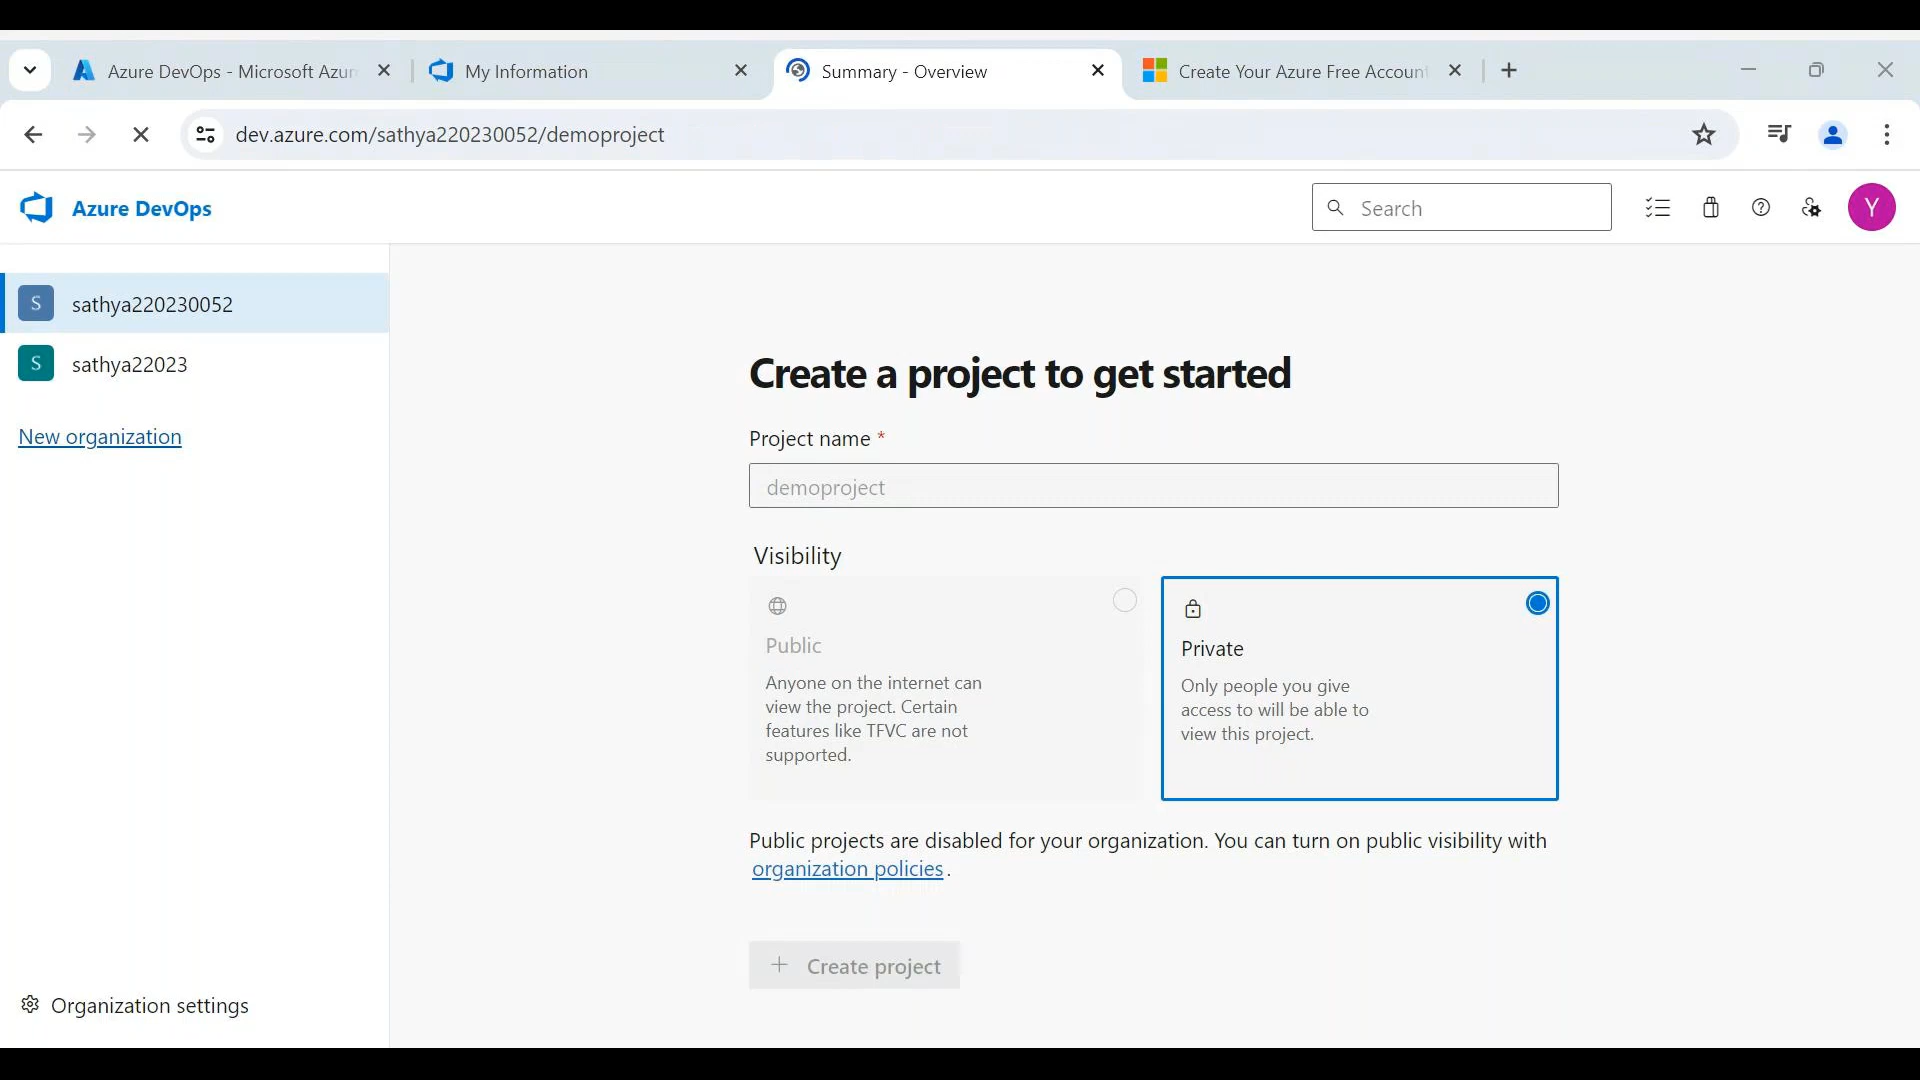 Azure DevOps - Microsoft Azur
My Information
Summary - Overview
Create Your Azure Free Accoun
dev.azure.com/sathya220230052/demoproject
Azure DevOps
Search
Y
S
sathya220230052
S
sathya22023
New organization
Create a project to get started
Project name *
demoproject
Visibility
Public
Anyone on the internet can
view the project. Certain
features like TFVC are not
supported.
Private
Only people you give
access to will be able to
view this project.
Public projects are disabled for your organization. You can turn on public visibility with
organization policies.
+ Create project
Organization settings